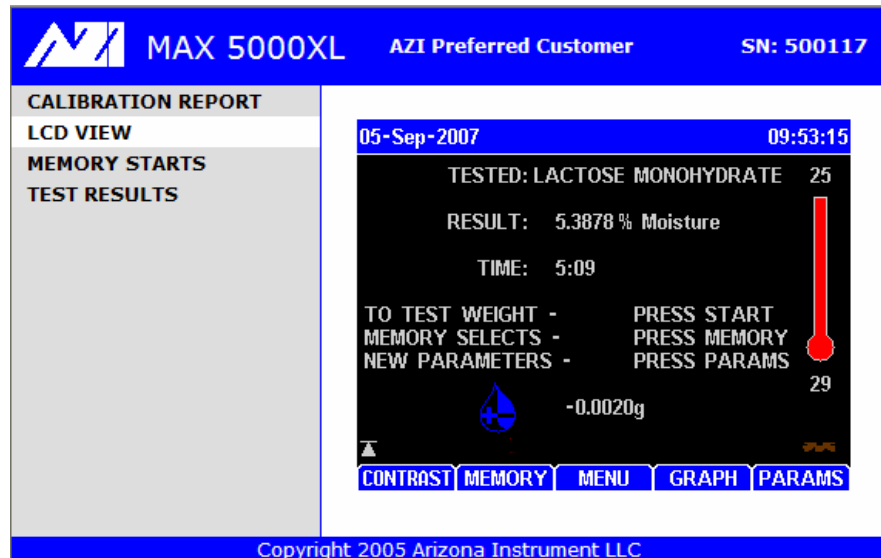 AZI MAX 5000XL AZI Preferred Customer SN: 500117
CALIBRATION REPORT
LCD VIEW
MEMORY STARTS
TEST RESULTS
05-Sep-2007 09:53:15
TESTED: LACTOSE MONOHYDRATE 25
RESULT: 5.3878 % Moisture
TIME: 5:09
TO TEST WEIGHT - PRESS START
MEMORY SELECTS - PRESS MEMORY
NEW PARAMETERS - PRESS PARAMS
29
-0.0020g
CONTRAST MEMORY MENU GRAPH PARAMS
Copyright 2005 Arizona Instrument LLC